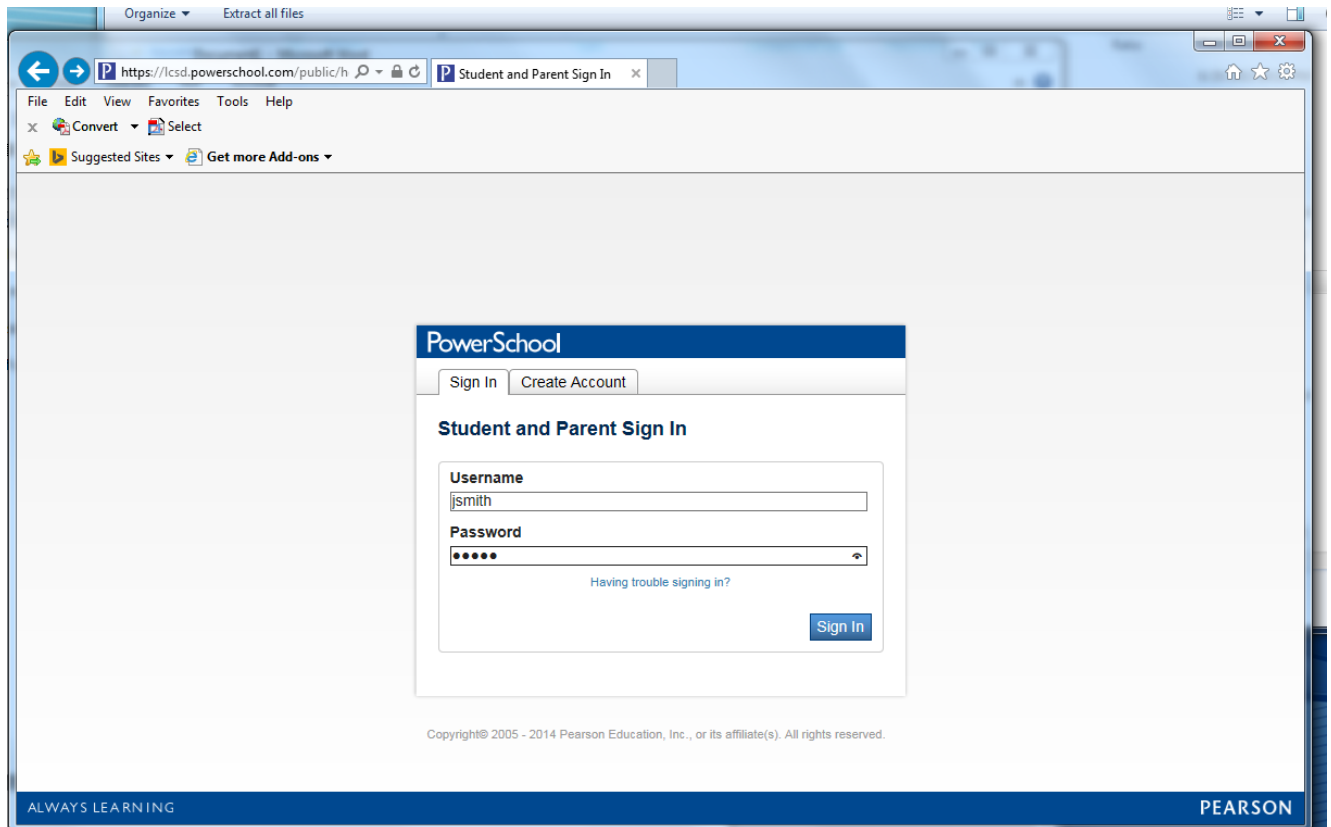 Organize Extract all files
https://lcsd.powerschool.com/public/h Student and Parent Sign In
File Edit View Favorites Tools Help
x Convert Select
Suggested Sites Get more Add-ons
PowerSchool
Sign In Create Account
Student and Parent Sign In
Username
jsmith
Password
•••••
Having trouble signing in?
Sign In
Copyright© 2005 - 2014 Pearson Education, Inc., or its affiliate(s). All rights reserved.
ALWAYS LEARNING PEARSON